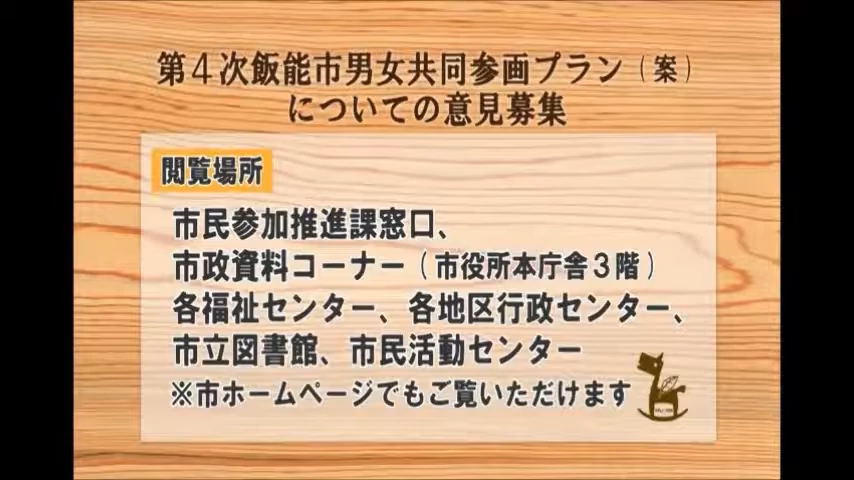 第４次飯能市男女共同参画プラン（案）
についての意見募集
閲覧場所
市民参加推進課窓口、
市政資料コーナー（市役所本庁舎３階）
各福祉センター、各地区行政センター、
市立図書館、市民活動センター
※市ホームページでもご覧いただけます